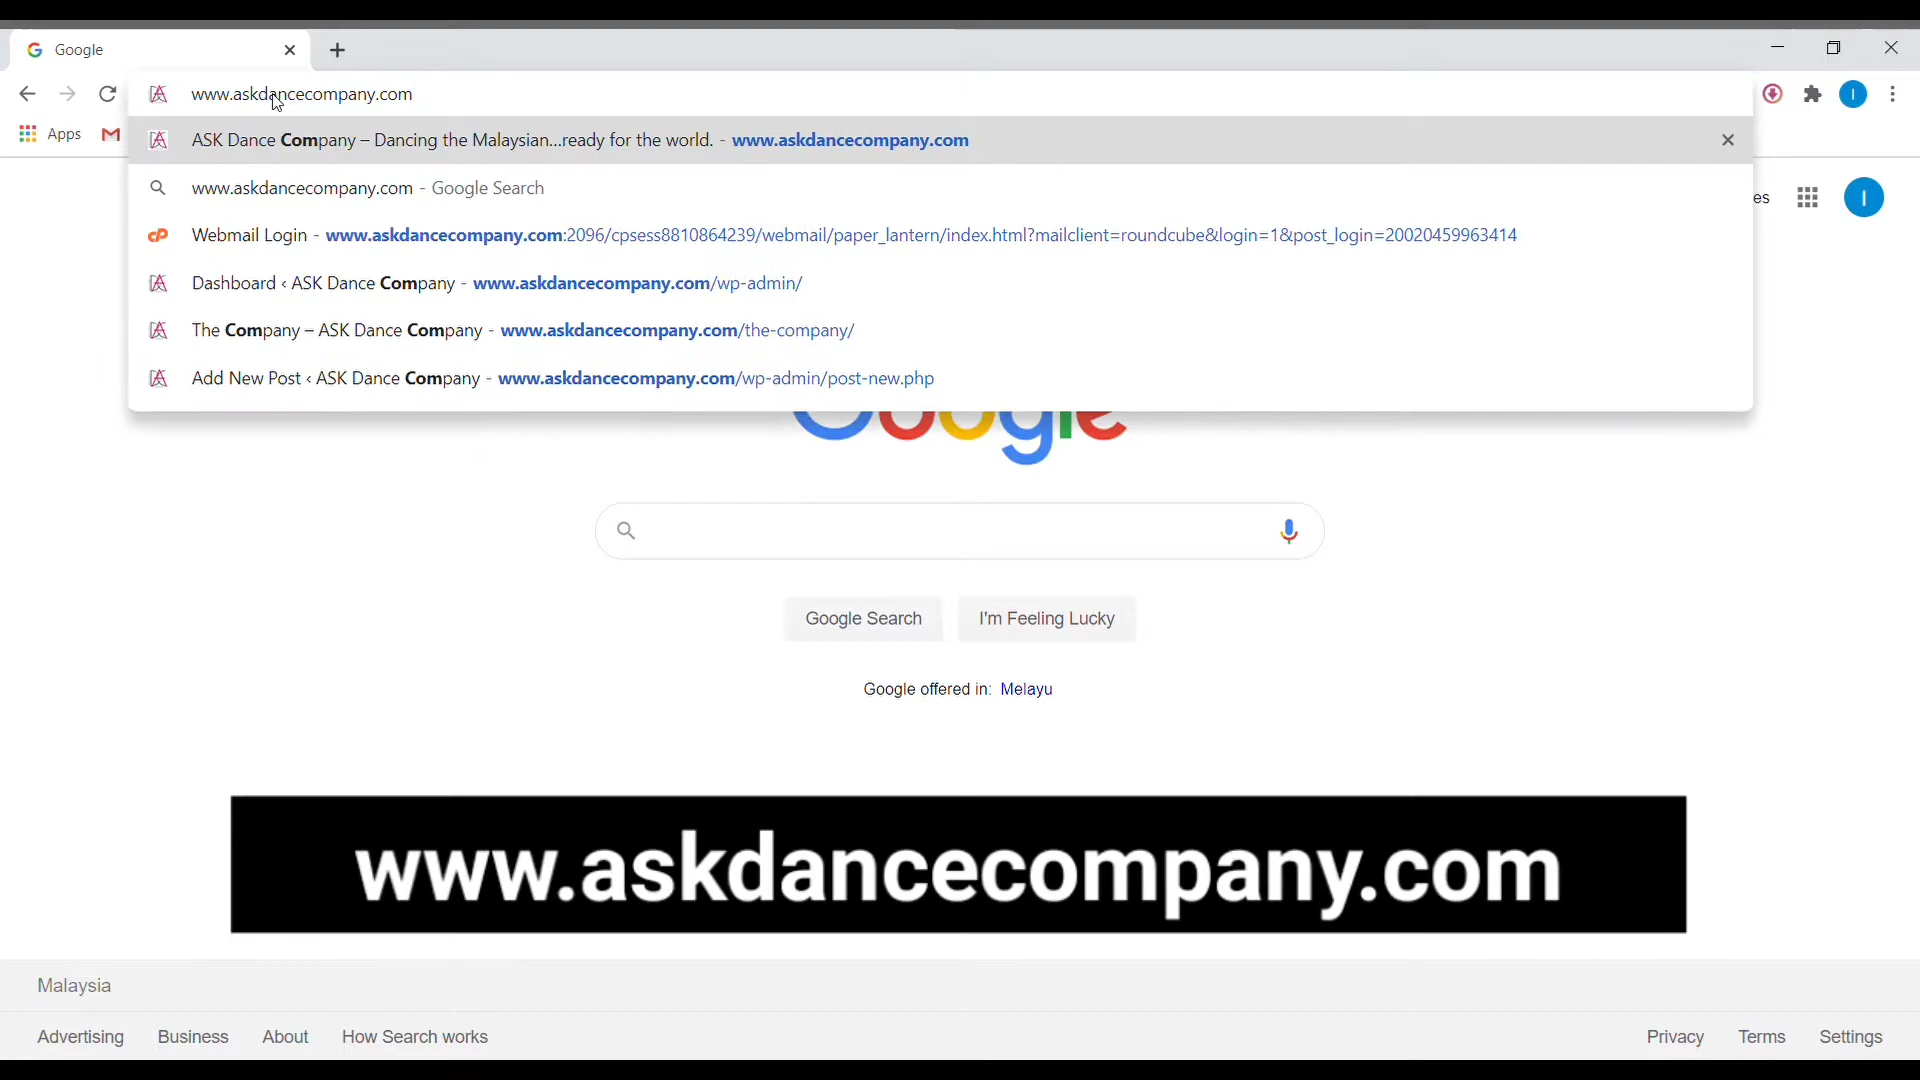 Google
www.askdancecompany.com
Apps
ASK Dance Company – Dancing the Malaysian...ready for the world. - www.askdancecompany.com
www.askdancecompany.com - Google Search
es
Webmail Login - www.askdancecompany.com:2096/cpsess8810864239/webmail/paper_lantern/index.html?mailclient=roundcube&login=1&post_login=20020459963414
Dashboard ‹ ASK Dance Company - www.askdancecompany.com/wp-admin/
The Company – ASK Dance Company - www.askdancecompany.com/the-company/
Add New Post ‹ ASK Dance Company - www.askdancecompany.com/wp-admin/post-new.php
Google
Google Search
I'm Feeling Lucky
Google offered in: Melayu
www.askdancecompany.com
Malaysia
Advertising Business About How Search works Privacy Terms Settings